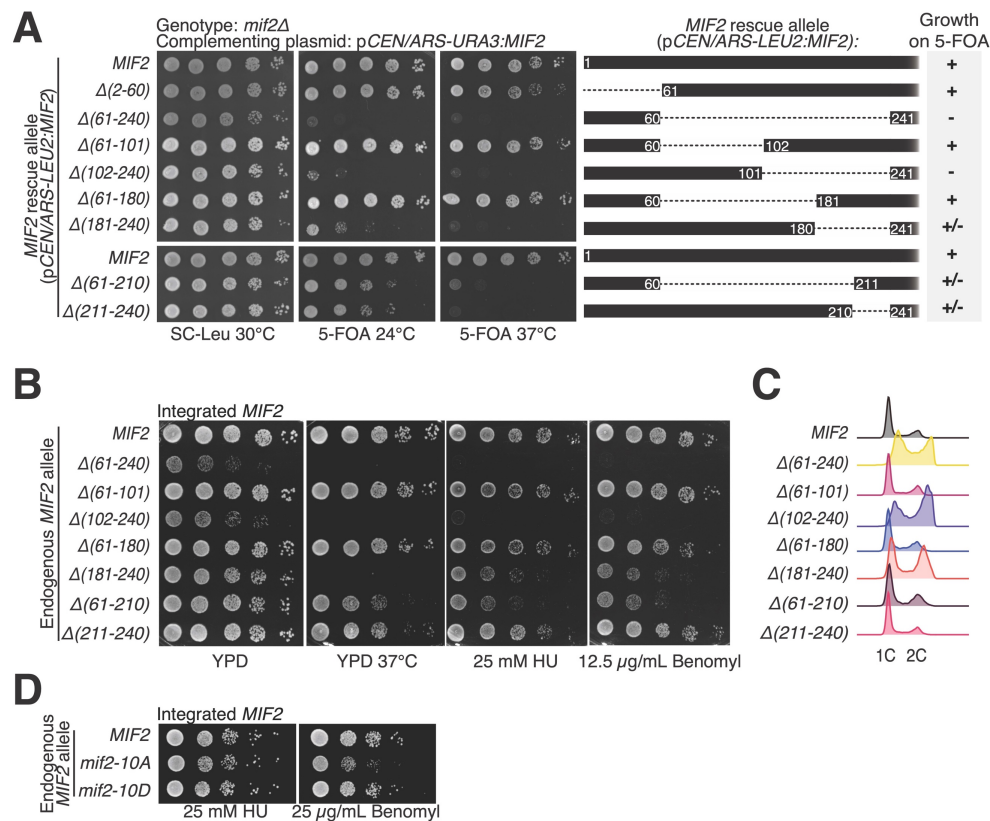 A
Genotype: mif2Δ
Complementing plasmid: pCEN/ARS-URA3:MIF2
MIF2 rescue allele
(pCEN/ARS-LEU2:MIF2):
Growth
on 5-FOA
MIF2 rescue allele
(pCEN/ARS-LEU2:MIF2)
MIF2
1
+
Δ(2-60)
61
+
Δ(61-240)
60
241
-
Δ(61-101)
60
102
+
Δ(102-240)
101
241
-
Δ(61-180)
60
181
+
Δ(181-240)
180
241
+/-
MIF2
1
+
Δ(61-210)
60
211
+/-
Δ(211-240)
210
241
+/-
SC-Leu 30°C
5-FOA 24°C
5-FOA 37°C
B
Integrated MIF2
Endogenous MIF2 allele
MIF2
Δ(61-240)
Δ(61-101)
Δ(102-240)
Δ(61-180)
Δ(181-240)
Δ(61-210)
Δ(211-240)
YPD
YPD 37°C
25 mM HU
12.5 µg/mL Benomyl
C
MIF2
Δ(61-240)
Δ(61-101)
Δ(102-240)
Δ(61-180)
Δ(181-240)
Δ(61-210)
Δ(211-240)
1C 2C
D
Integrated MIF2
Endogenous
MIF2 allele
MIF2
mif2-10A
mif2-10D
25 mM HU
25 µg/mL Benomyl